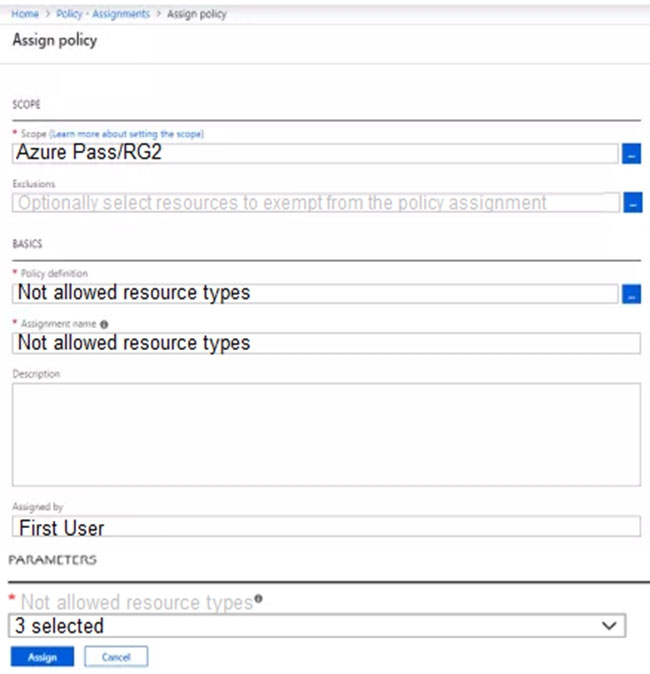 Home > Policy - Assignments > Assign policy
Assign policy
SCOPE
* Scope (Learn more about setting the scope)
Azure Pass/RG2
...
Exclusions
Optionally select resources to exempt from the policy assignment
...
BASICS
* Policy definition
Not allowed resource types
...
* Assignment name
Not allowed resource types
Description
Assigned by
First User
PARAMETERS
* Not allowed resource types
3 selected
Assign Cancel